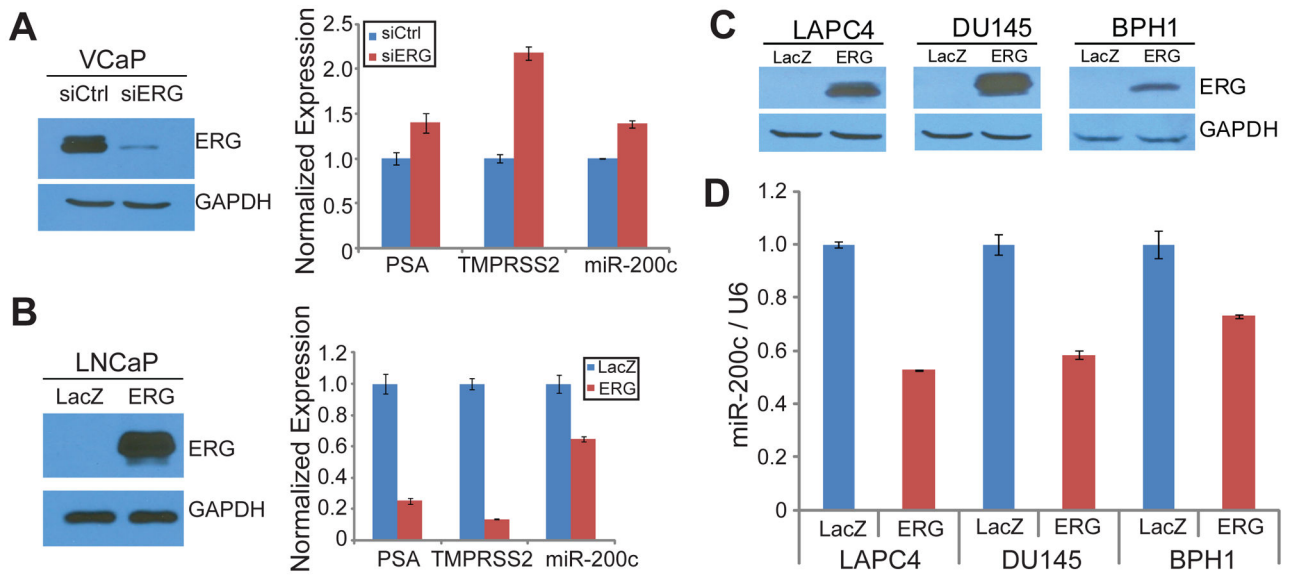 A
VCaP
siCtrl siERG
ERG
GAPDH
Normalized Expression
2.5
2.0
1.5
1.0
0.5
0
siCtrl
siERG
PSA TMPRSS2 miR-200c
B
LNCaP
LacZ ERG
ERG
GAPDH
Normalized Expression
1.2
1.0
0.8
0.6
0.4
0.2
0
LacZ
ERG
PSA TMPRSS2 miR-200c
C
LAPC4 DU145 BPH1
LacZ ERG LacZ ERG LacZ ERG
ERG
GAPDH
D
miR-200c / U6
1.2
1.0
0.8
0.6
0.4
0.2
0
LacZ ERG LacZ ERG LacZ ERG
LAPC4 DU145 BPH1